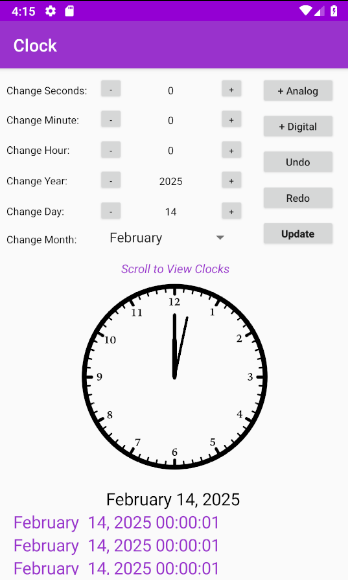 4:15
Clock
Change Seconds: - 0 + + Analog
Change Minute: - 0 + + Digital
Change Hour: - 0 + Undo
Change Year: - 2025 + Redo
Change Day: - 14 + Update
Change Month: February
Scroll to View Clocks
12
11 1
10 2
9 3
8 4
7 5
6
February 14, 2025
February 14, 2025 00:00:01
February 14, 2025 00:00:01
February 14, 2025 00:00:01